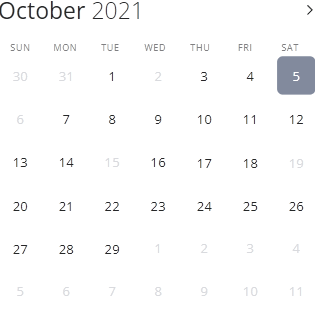 October 2021
SUN MON TUE WED THU FRI SAT
30 31 1 2 3 4 5
6 7 8 9 10 11 12
13 14 15 16 17 18 19
20 21 22 23 24 25 26
27 28 29 1 2 3 4
5 6 7 8 9 10 11